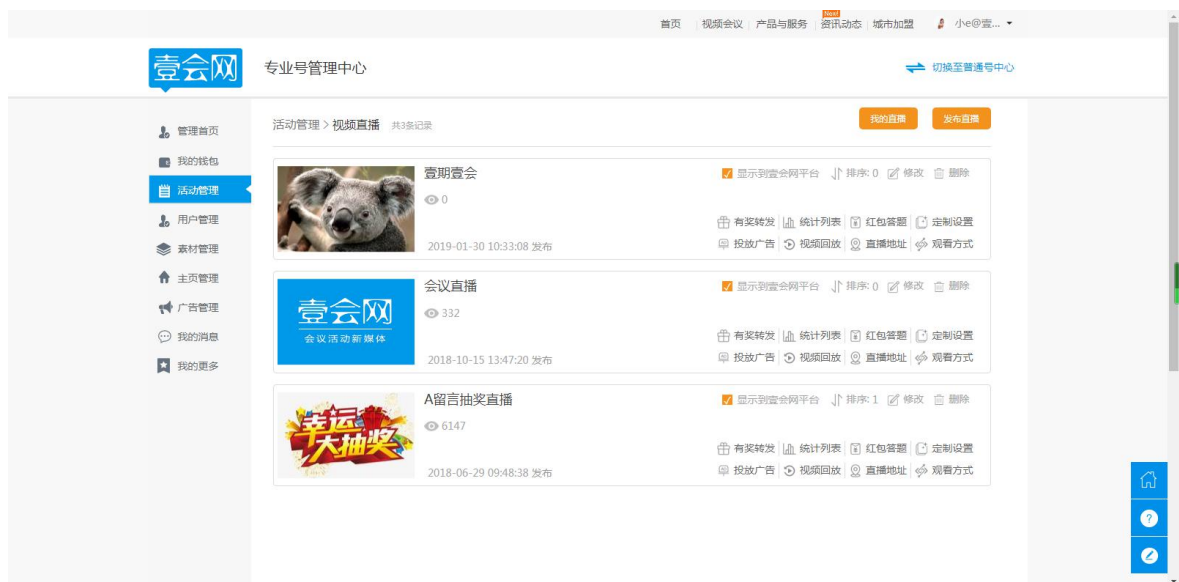 首页 视频会议 产品与服务 New! 资讯动态 城市加盟 小e@壹...
壹会网 专业号管理中心 切换至普通号中心
管理首页
我的钱包
活动管理
用户管理
素材管理
主页管理
广告管理
我的消息
我的更多
活动管理 > 视频直播 共3条记录 我的直播 发布直播
壹期壹会 显示到壹会网平台 排序: 0 修改 删除
0
有奖转发 统计列表 红包答题 定制设置
2019-01-30 10:33:08 发布 投放广告 视频回放 直播地址 观看方式
壹会网
会议活动新媒体
会议直播 显示到壹会网平台 排序: 0 修改 删除
332
有奖转发 统计列表 红包答题 定制设置
2018-10-15 13:47:20 发布 投放广告 视频回放 直播地址 观看方式
幸运
大抽奖
A留言抽奖直播 显示到壹会网平台 排序: 1 修改 删除
6147
有奖转发 统计列表 红包答题 定制设置
2018-06-29 09:48:38 发布 投放广告 视频回放 直播地址 观看方式